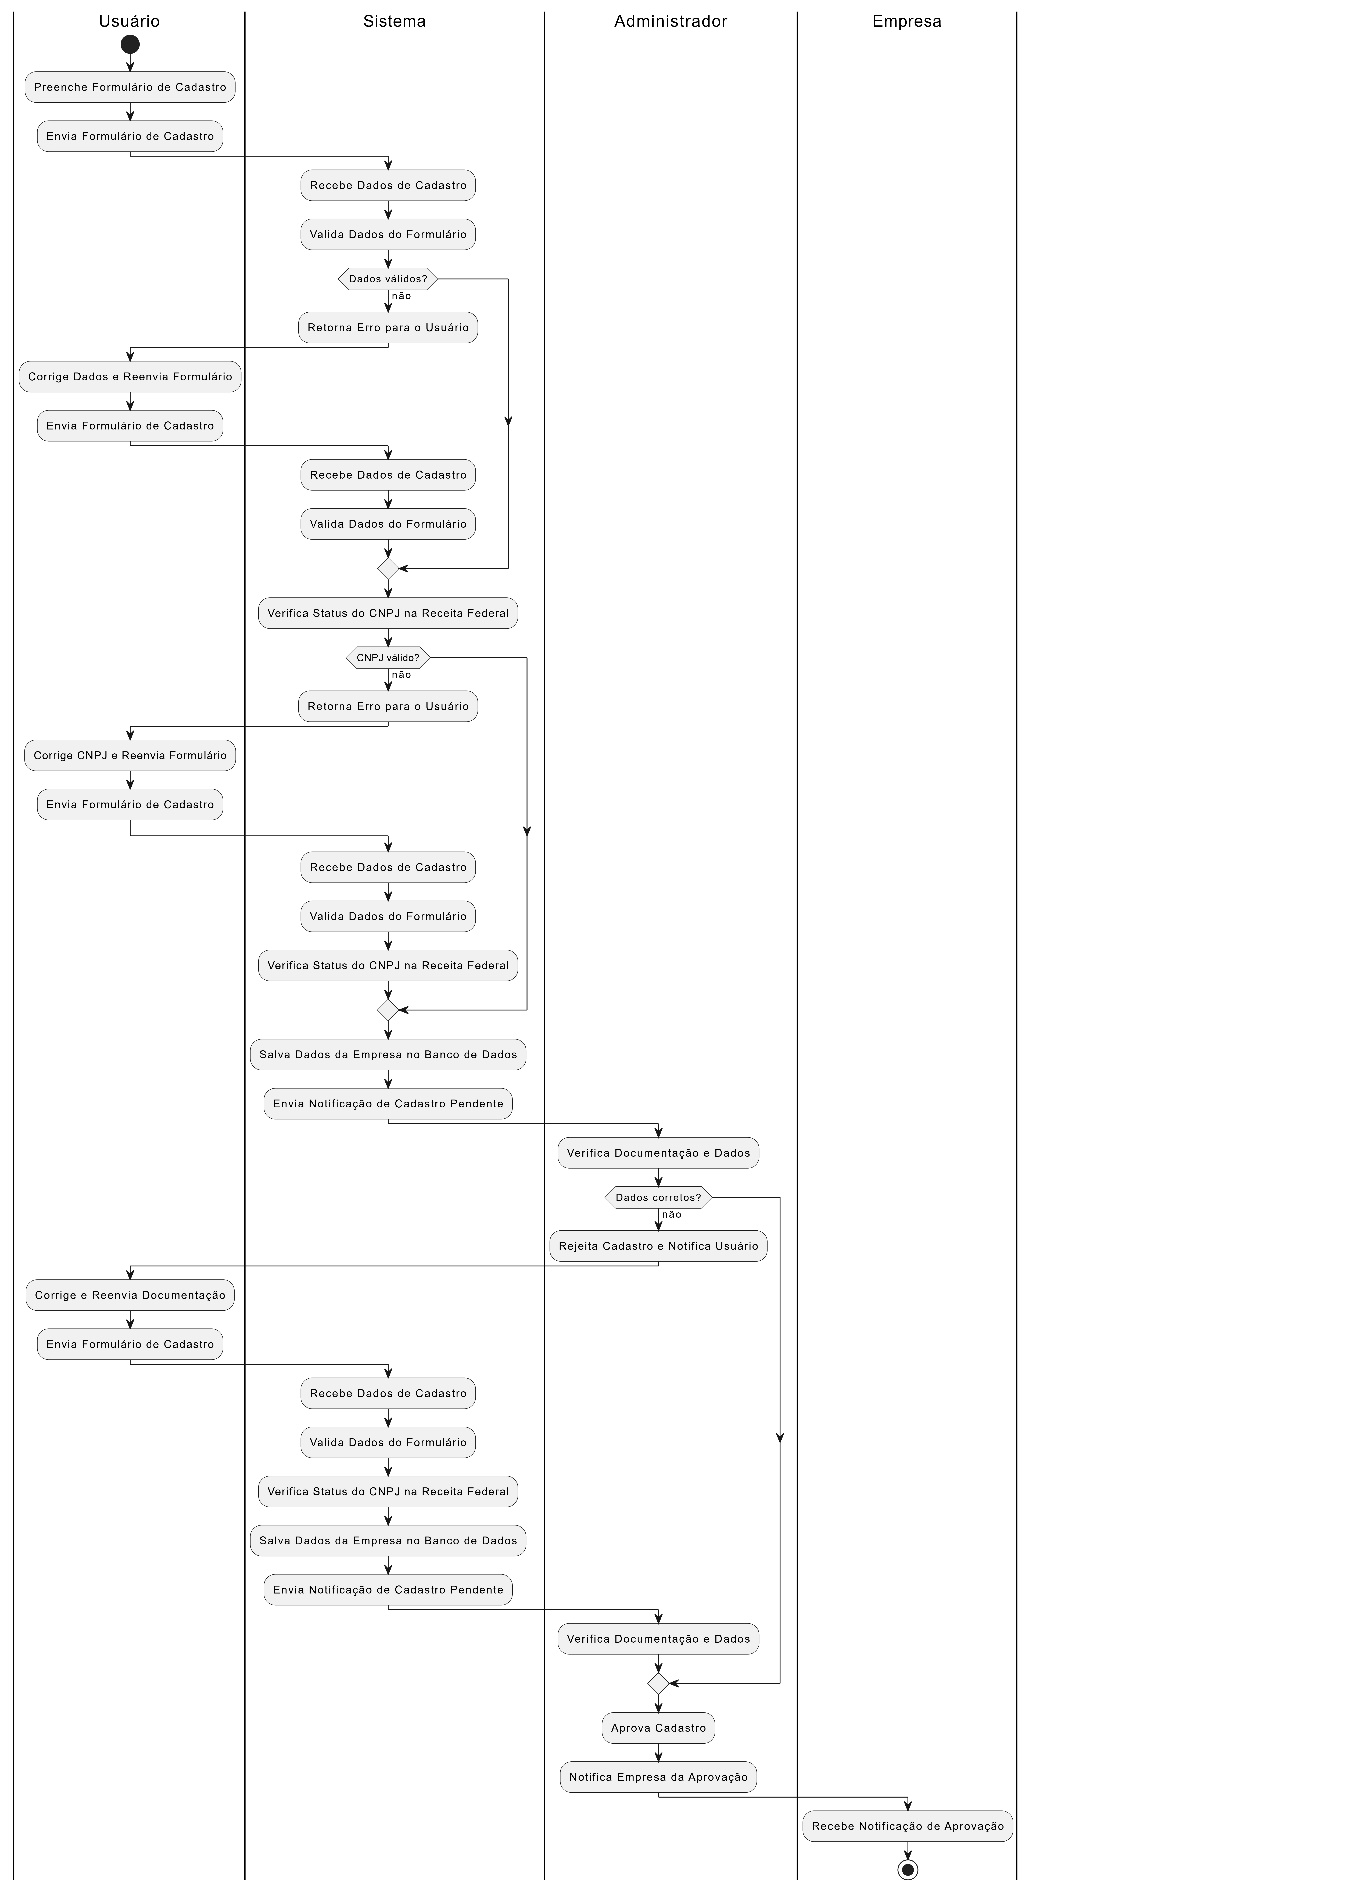 Usuário
Sistema
Administrador
Empresa
Preenche Formulário de Cadastro
Envia Formulário de Cadastro
Recebe Dados de Cadastro
Valida Dados do Formulário
Dados válidos?
não
Retorna Erro para o Usuário
Corrige Dados e Reenvia Formulário
Envia Formulário de Cadastro
Recebe Dados de Cadastro
Valida Dados do Formulário
Verifica Status do CNPJ na Receita Federal
CNPJ válido?
não
Retorna Erro para o Usuário
Corrige CNPJ e Reenvia Formulário
Envia Formulário de Cadastro
Recebe Dados de Cadastro
Valida Dados do Formulário
Verifica Status do CNPJ na Receita Federal
Salva Dados da Empresa no Banco de Dados
Envia Notificação de Cadastro Pendente
Verifica Documentação e Dados
Dados corretos?
não
Rejeita Cadastro e Notifica Usuário
Corrige e Reenvia Documentação
Envia Formulário de Cadastro
Recebe Dados de Cadastro
Valida Dados do Formulário
Verifica Status do CNPJ na Receita Federal
Salva Dados da Empresa no Banco de Dados
Envia Notificação de Cadastro Pendente
Verifica Documentação e Dados
Aprova Cadastro
Notifica Empresa da Aprovação
Recebe Notificação de Aprovação